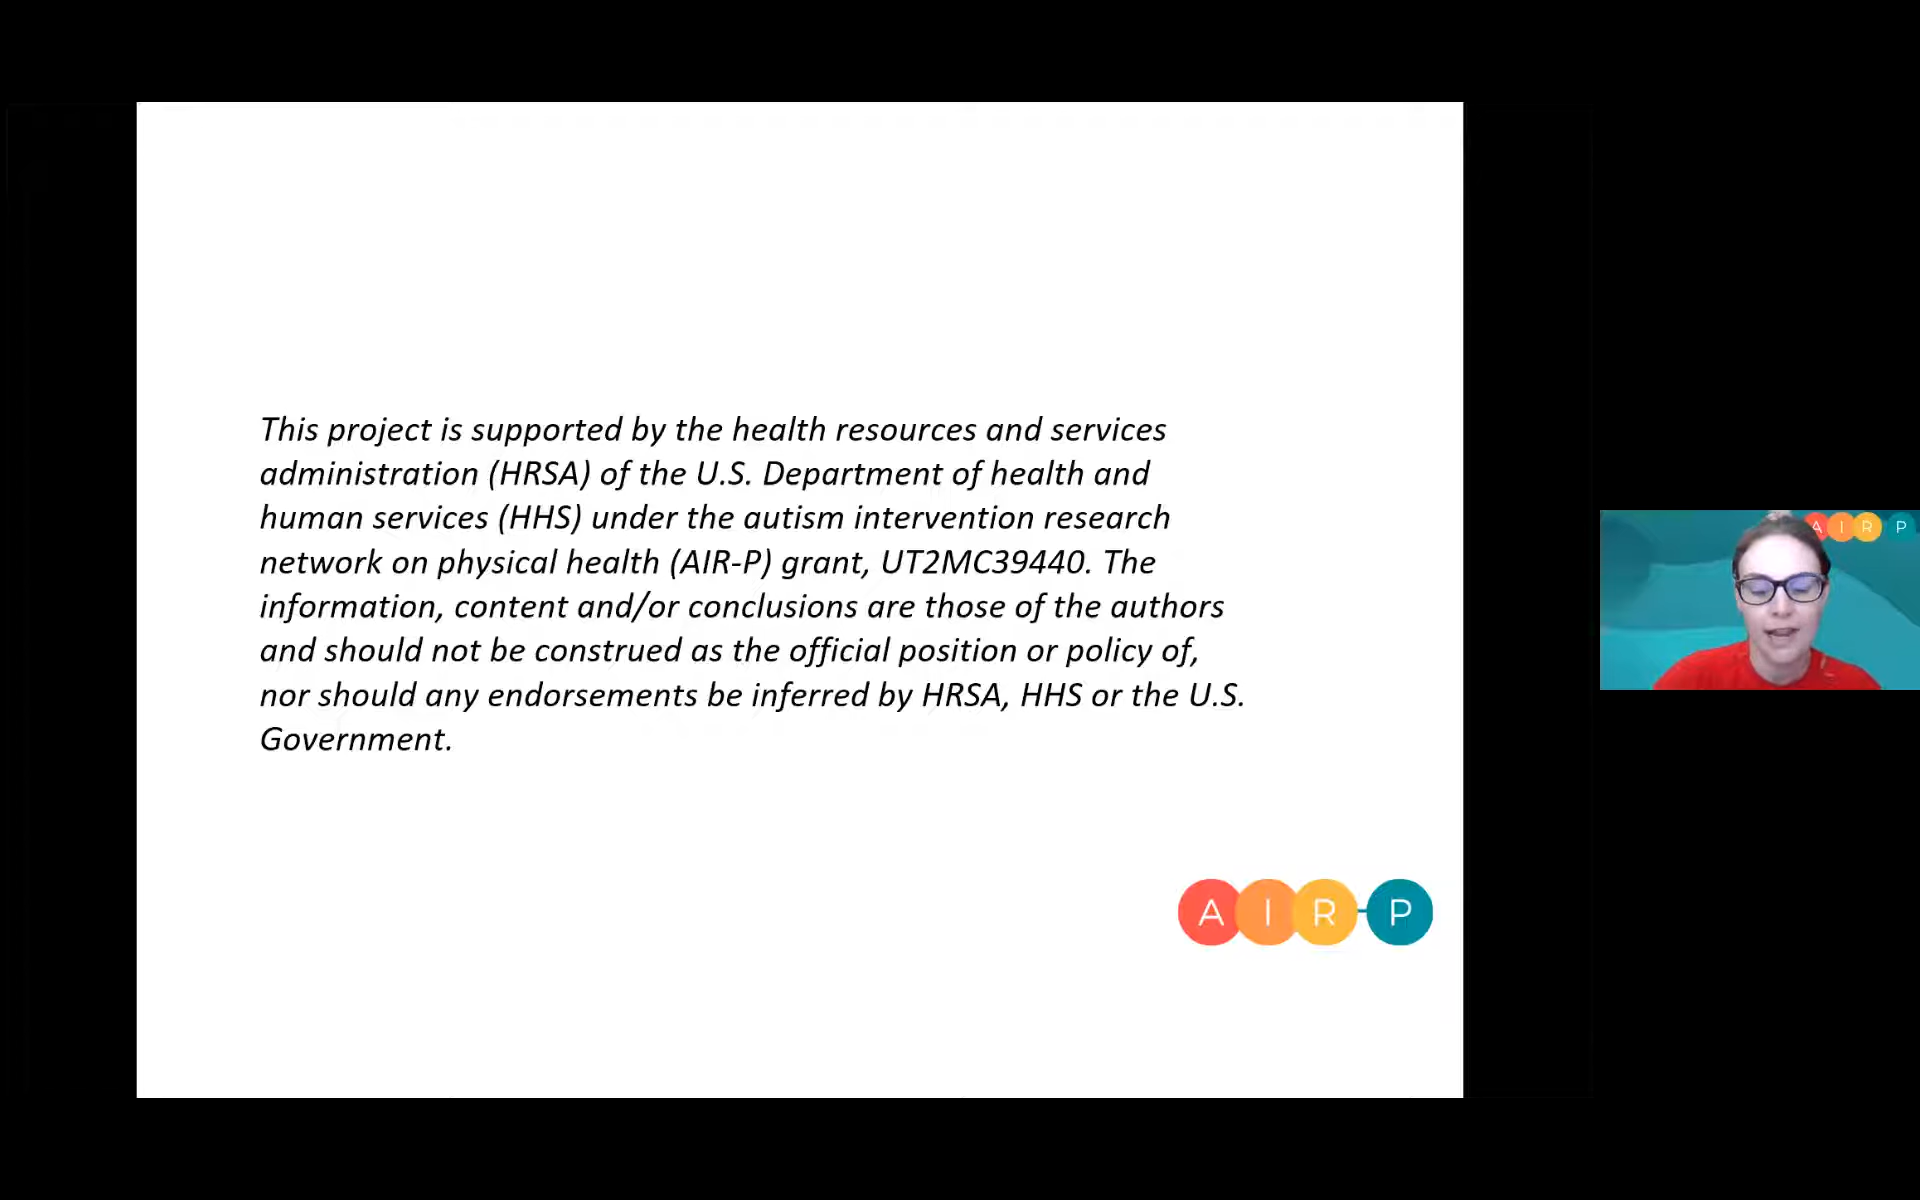 This project is supported by the health resources and services
administration (HRSA) of the U.S. Department of health and
human services (HHS) under the autism intervention research
network on physical health (AIR-P) grant, UT2MC39440. The
information, content and/or conclusions are those of the authors
and should not be construed as the official position or policy of,
nor should any endorsements be inferred by HRSA, HHS or the U.S.
Government.
A I R - P
A I R P